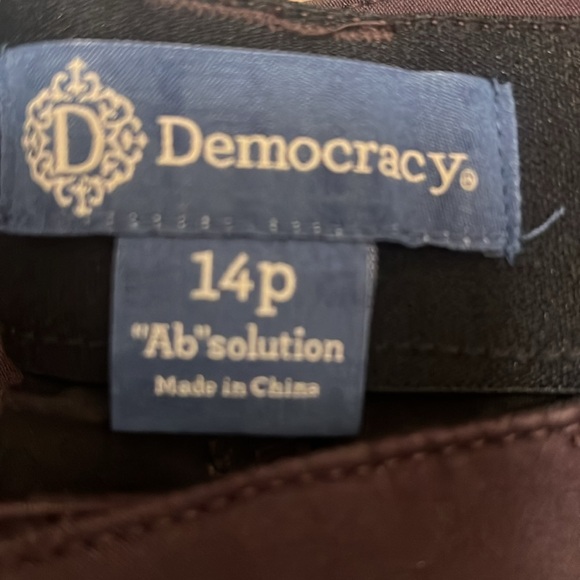 D Democracy®
14p
"Ab"solution
Made in China